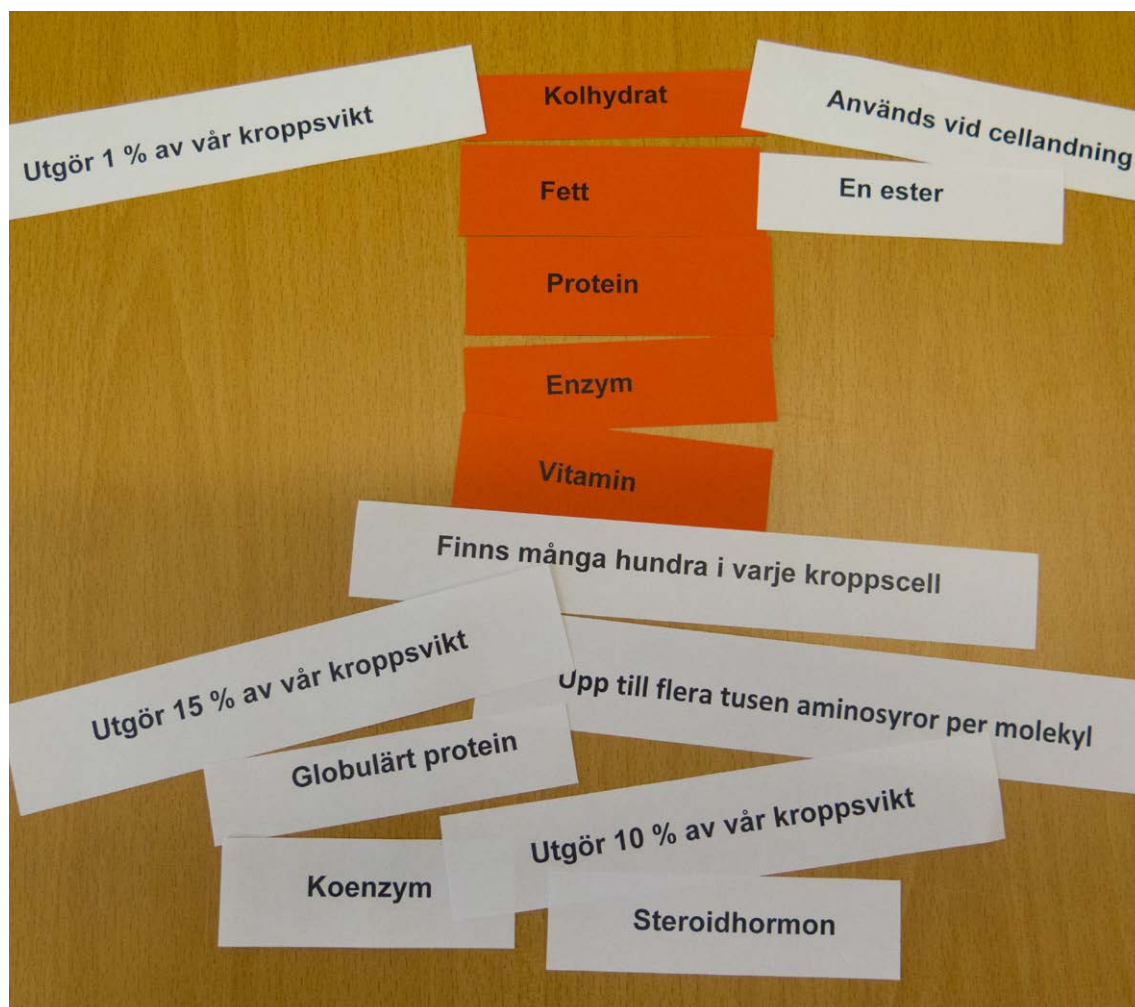 Utgör 1 % av vår kroppsvikt
Kolhydrat
Används vid cellandning
Fett
En ester
Protein
Enzym
Vitamin
Finns många hundra i varje kroppscell
Utgör 15 % av vår kroppsvikt
Upp till flera tusen aminosyror per molekyl
Globulärt protein
Utgör 10 % av vår kroppsvikt
Koenzym
Steroidhormon